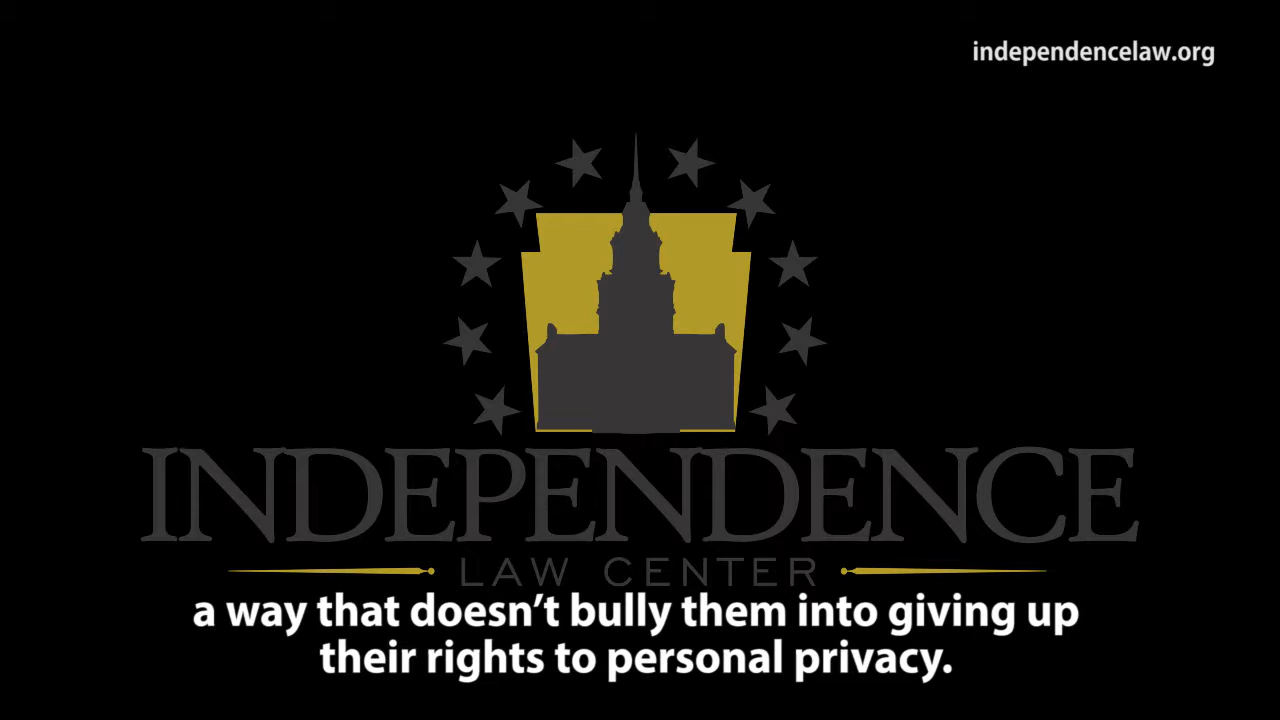 independencelaw.org
INDEPENDENCE
LAW CENTER
a way that doesn’t bully them into giving up
their rights to personal privacy.